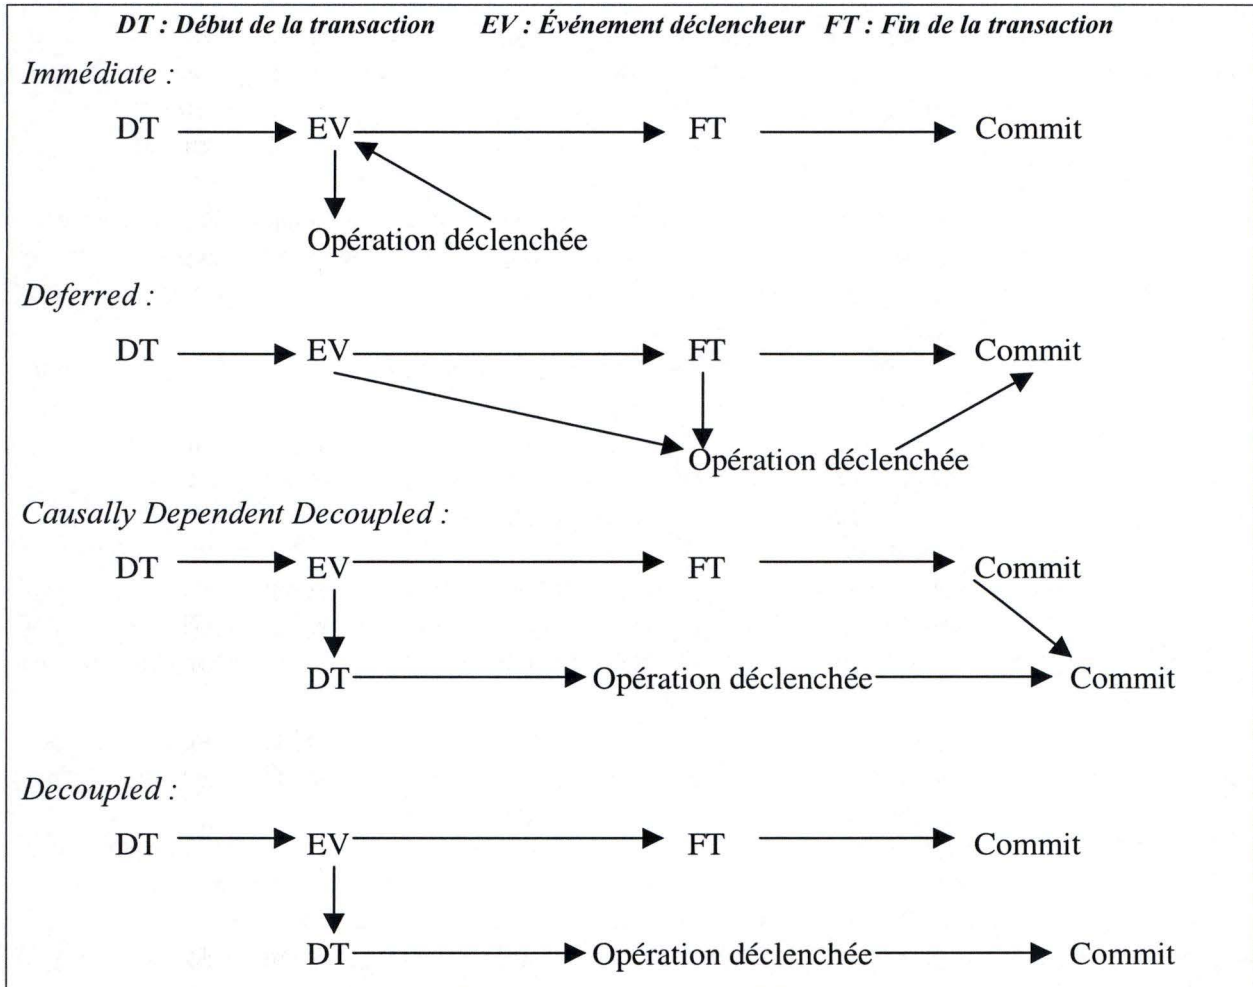 DT : Début de la transaction EV : Événement déclencheur FT : Fin de la transaction
Immédiate :
DT EV FT Commit
Opération déclenchée
Deferred :
DT EV FT Commit
Opération déclenchée
Causally Dependent Decoupled :
DT EV FT Commit
DT Opération déclenchée Commit
Decoupled :
DT EV FT Commit
DT Opération déclenchée Commit